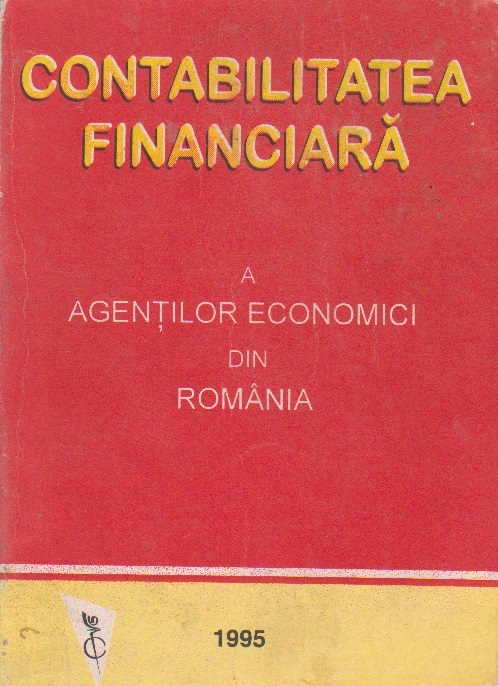 CONTABILITATEA
FINANCIARĂ
A
AGENȚILOR ECONOMICI
DIN
ROMÂNIA
1995